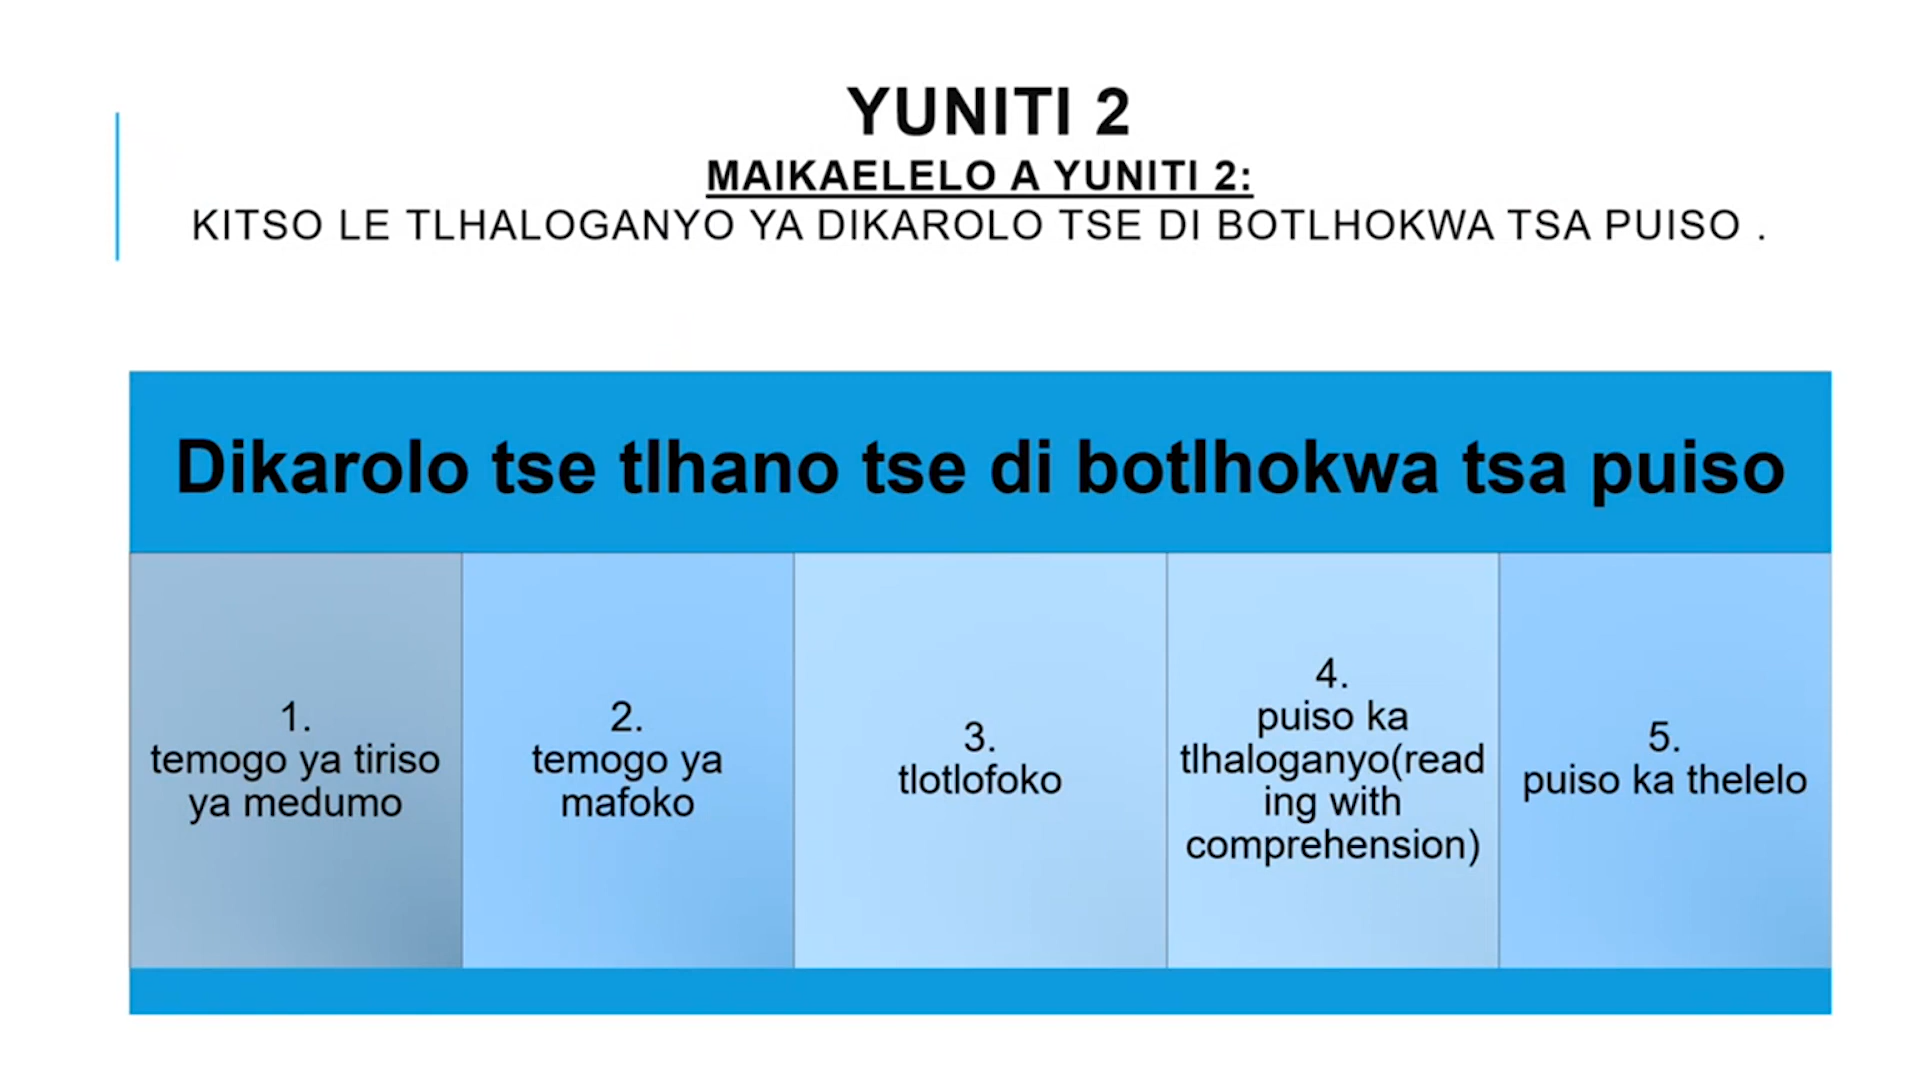 YUNITI 2
MAIKAELELO A YUNITI 2:
KITSO LE TLHALOGANYO YA DIKAROLO TSE DI BOTLHOKWA TSA PUISO .
Dikarolo tse tlhano tse di botlhokwa tsa puiso
1.
temogo ya tiriso
ya medumo
2.
temogo ya
mafoko
3.
tlotlofoko
4.
puiso ka
tlhaloganyo(read
ing with
comprehension)
5.
puiso ka thelelo